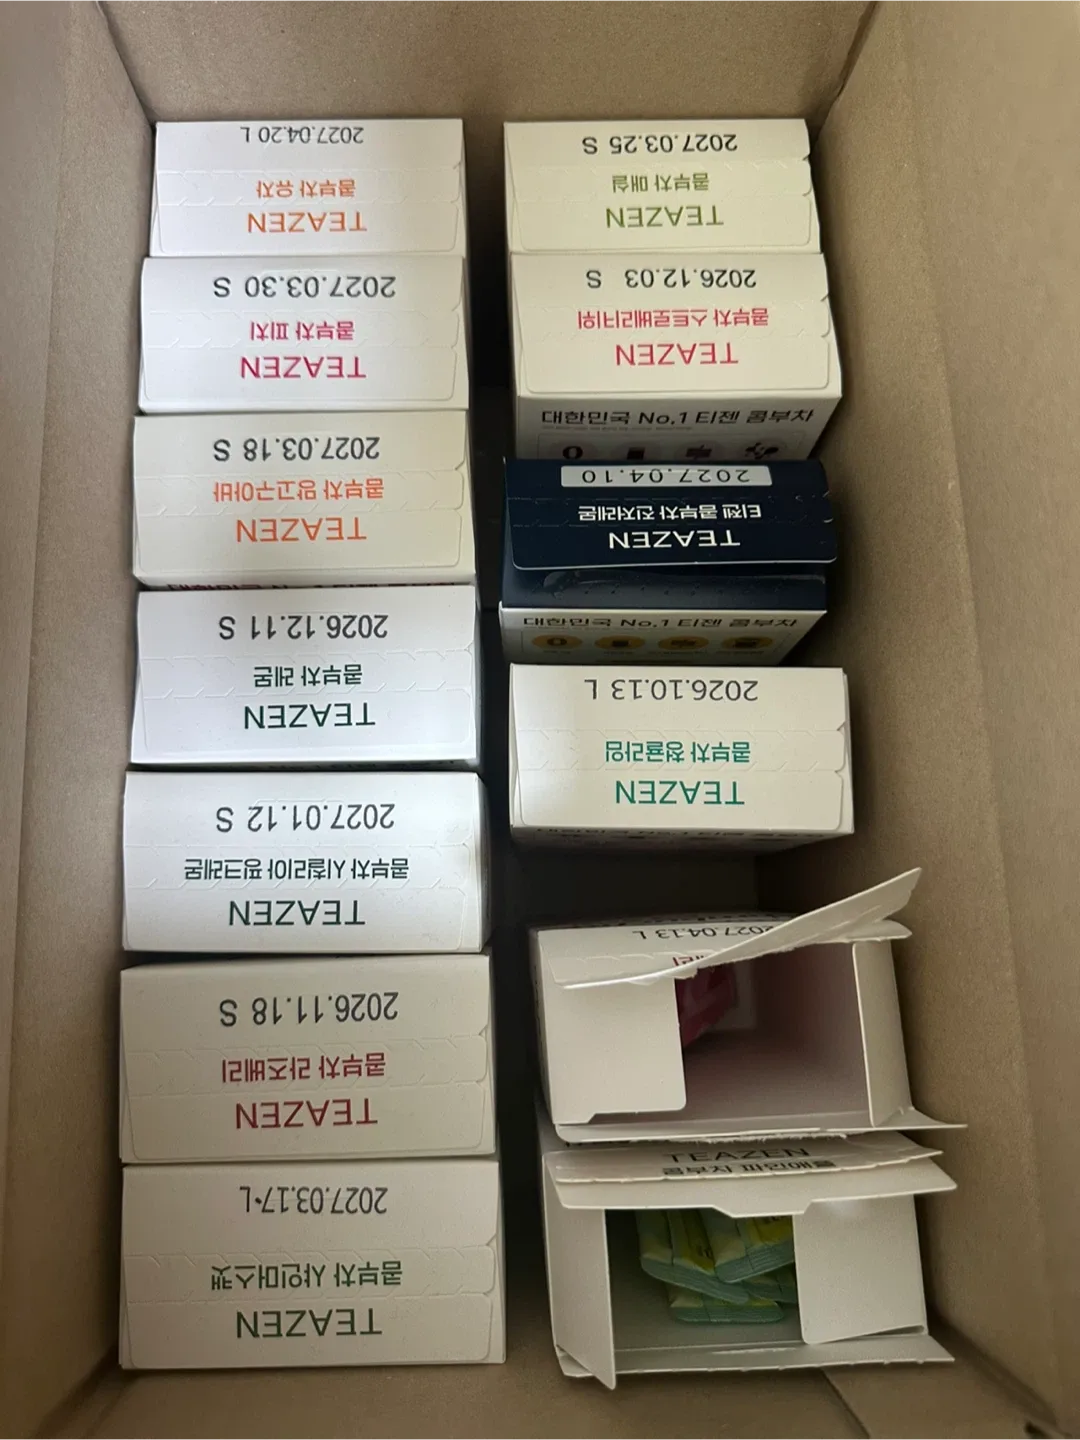 TEAZEN
콤부차 유자
2027.04.20 L
TEAZEN
콤부차 피치
2027.03.30 S
TEAZEN
콤부차 망고구아바
2027.03.18 S
TEAZEN
콤부차 레몬
2026.12.11 S
TEAZEN
콤부차 시칠리아 핑크레몬
2027.01.12 S
TEAZEN
콤부차 라즈베리
2026.11.18 S
TEAZEN
콤부차 샤인머스캣
2027.03.17 L
TEAZEN
콤부차 매실
2027.03.25 S
TEAZEN
콤부차 스트로베리키위
2026.12.03 S
대한민국 No.1 티젠 콤부차
TEAZEN
티젠 콤부차 진저레몬
2027.04.10
대한민국 No.1 티젠 콤부차
TEAZEN
콤부차 청귤라임
2026.10.13 L
2027.04.13 L
TEAZEN
콤부차 파인애플